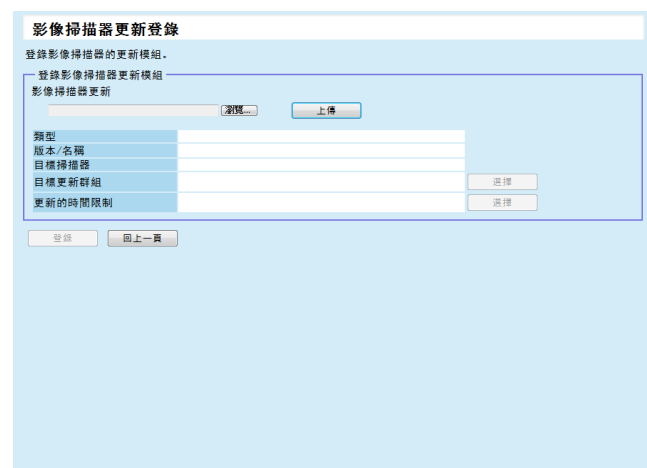 影像掃描器更新登錄
登錄影像掃描器的更新模組。
登錄影像掃描器更新模組
影像掃描器更新
瀏覽... 上傳
類型
版本/名稱
目標掃描器
目標更新群組 選擇
更新的時間限制 選擇
登錄 回上一頁